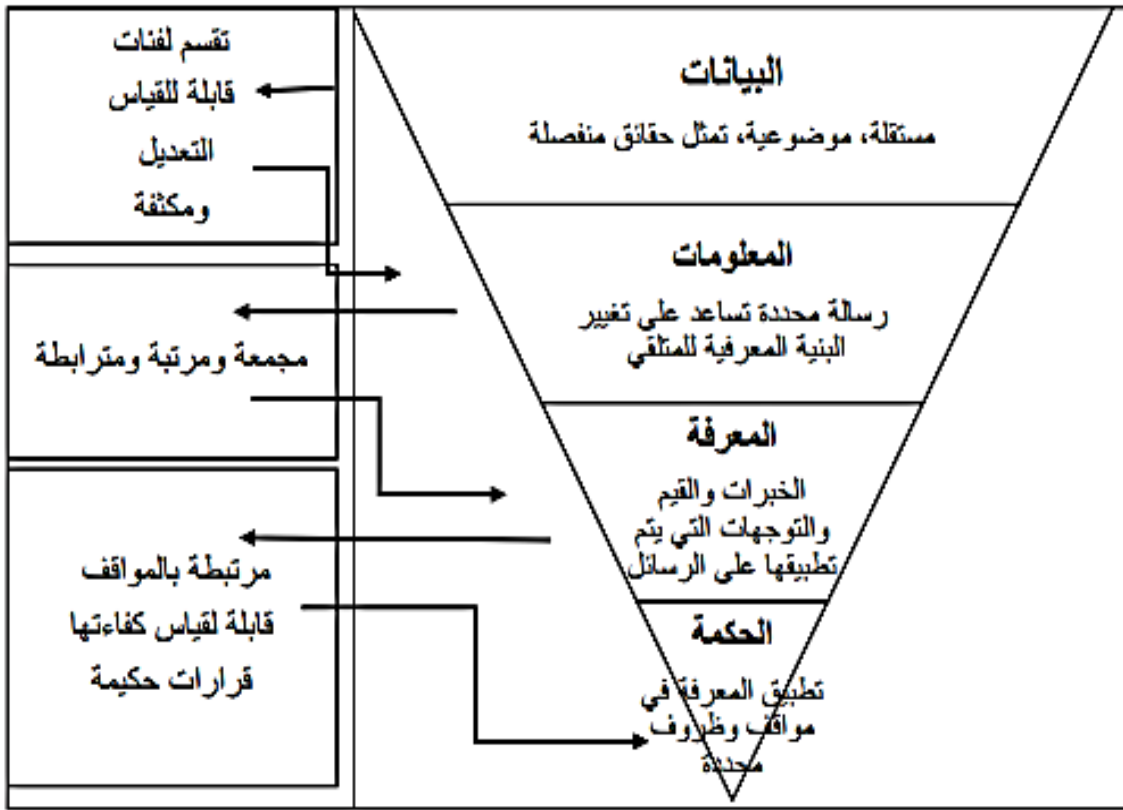 البيانات
مستقلة، موضوعية، تمثل حقائق منفصلة
المعلومات
رسالة محددة تساعد على تغيير
البنية المعرفية للمتلقي
المعرفة
الخبرات والقيم
والتوجهات التي يتم
تطبيقها على الرسائل
الحكمة
تطبيق المعرفة في
مواقف وظروف
محددة
تقسم لفئات
قابلة للقياس
التعديل
ومكثفة
مجمعة ومرتبة ومترابطة
مرتبطة بالمواقف
قابلة لقياس كفاءتها
قرارات حكيمة